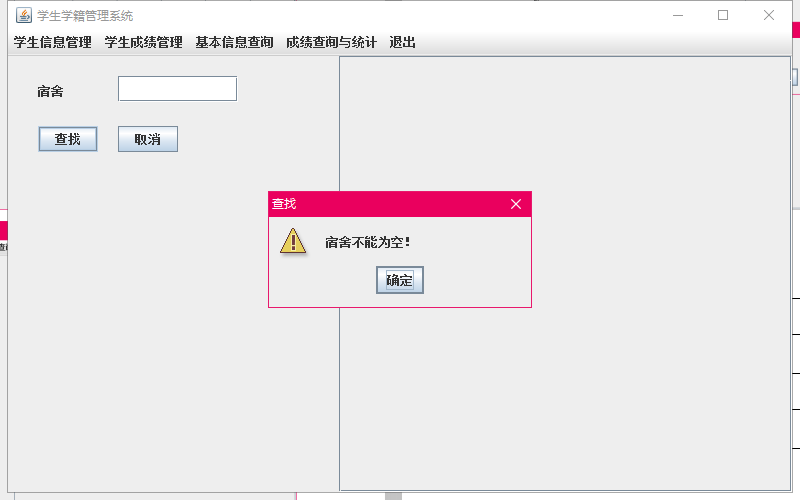 学生学籍管理系统
学生信息管理 学生成绩管理 基本信息查询 成绩查询与统计 退出
宿舍
查找 取消
查找
宿舍不能为空!
确定